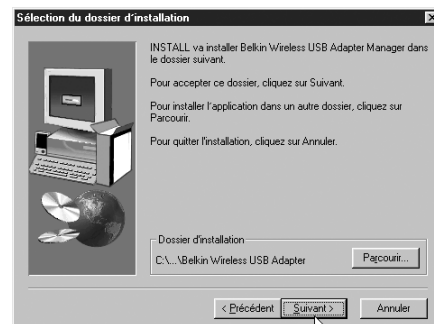 Sélection du dossier d'installation
INSTALL va installer Belkin Wireless USB Adapter Manager dans
le dossier suivant.
Pour accepter ce dossier, cliquez sur Suivant.
Pour installer l'application dans un autre dossier, cliquez sur
Parcourir.
Pour quitter l'installation, cliquez sur Annuler.
Dossier d'installation
C:\...\Belkin Wireless USB Adapter
Parcourir...
< Précédent
Suivant >
Annuler